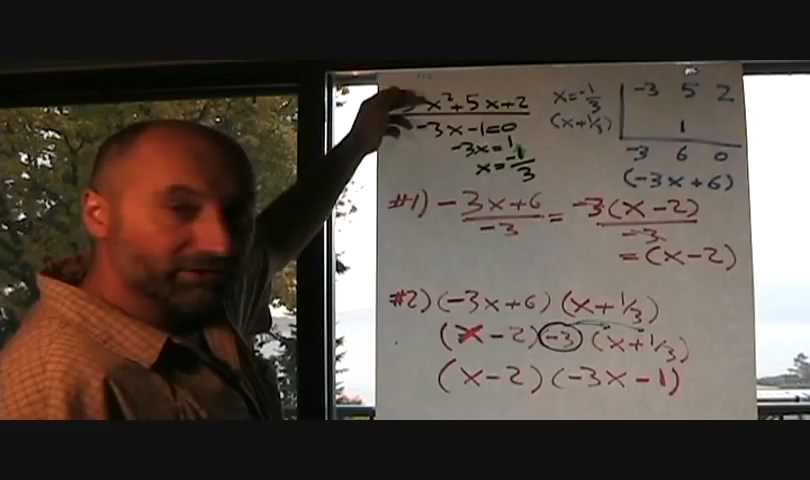 x²+5x+2
-3x-1=0
-3x=1
x=-1/3
x=-1/3
(x+1/3)
-3 5 2
1
-3 6 0
(-3x+6)
#1) -3x+6/-3 = -3(x-2)/-3
=(x-2)
#2) (-3x+6)(x+1/3)
(x-2)(-3)(x+1/3)
(x-2)(-3x-1)